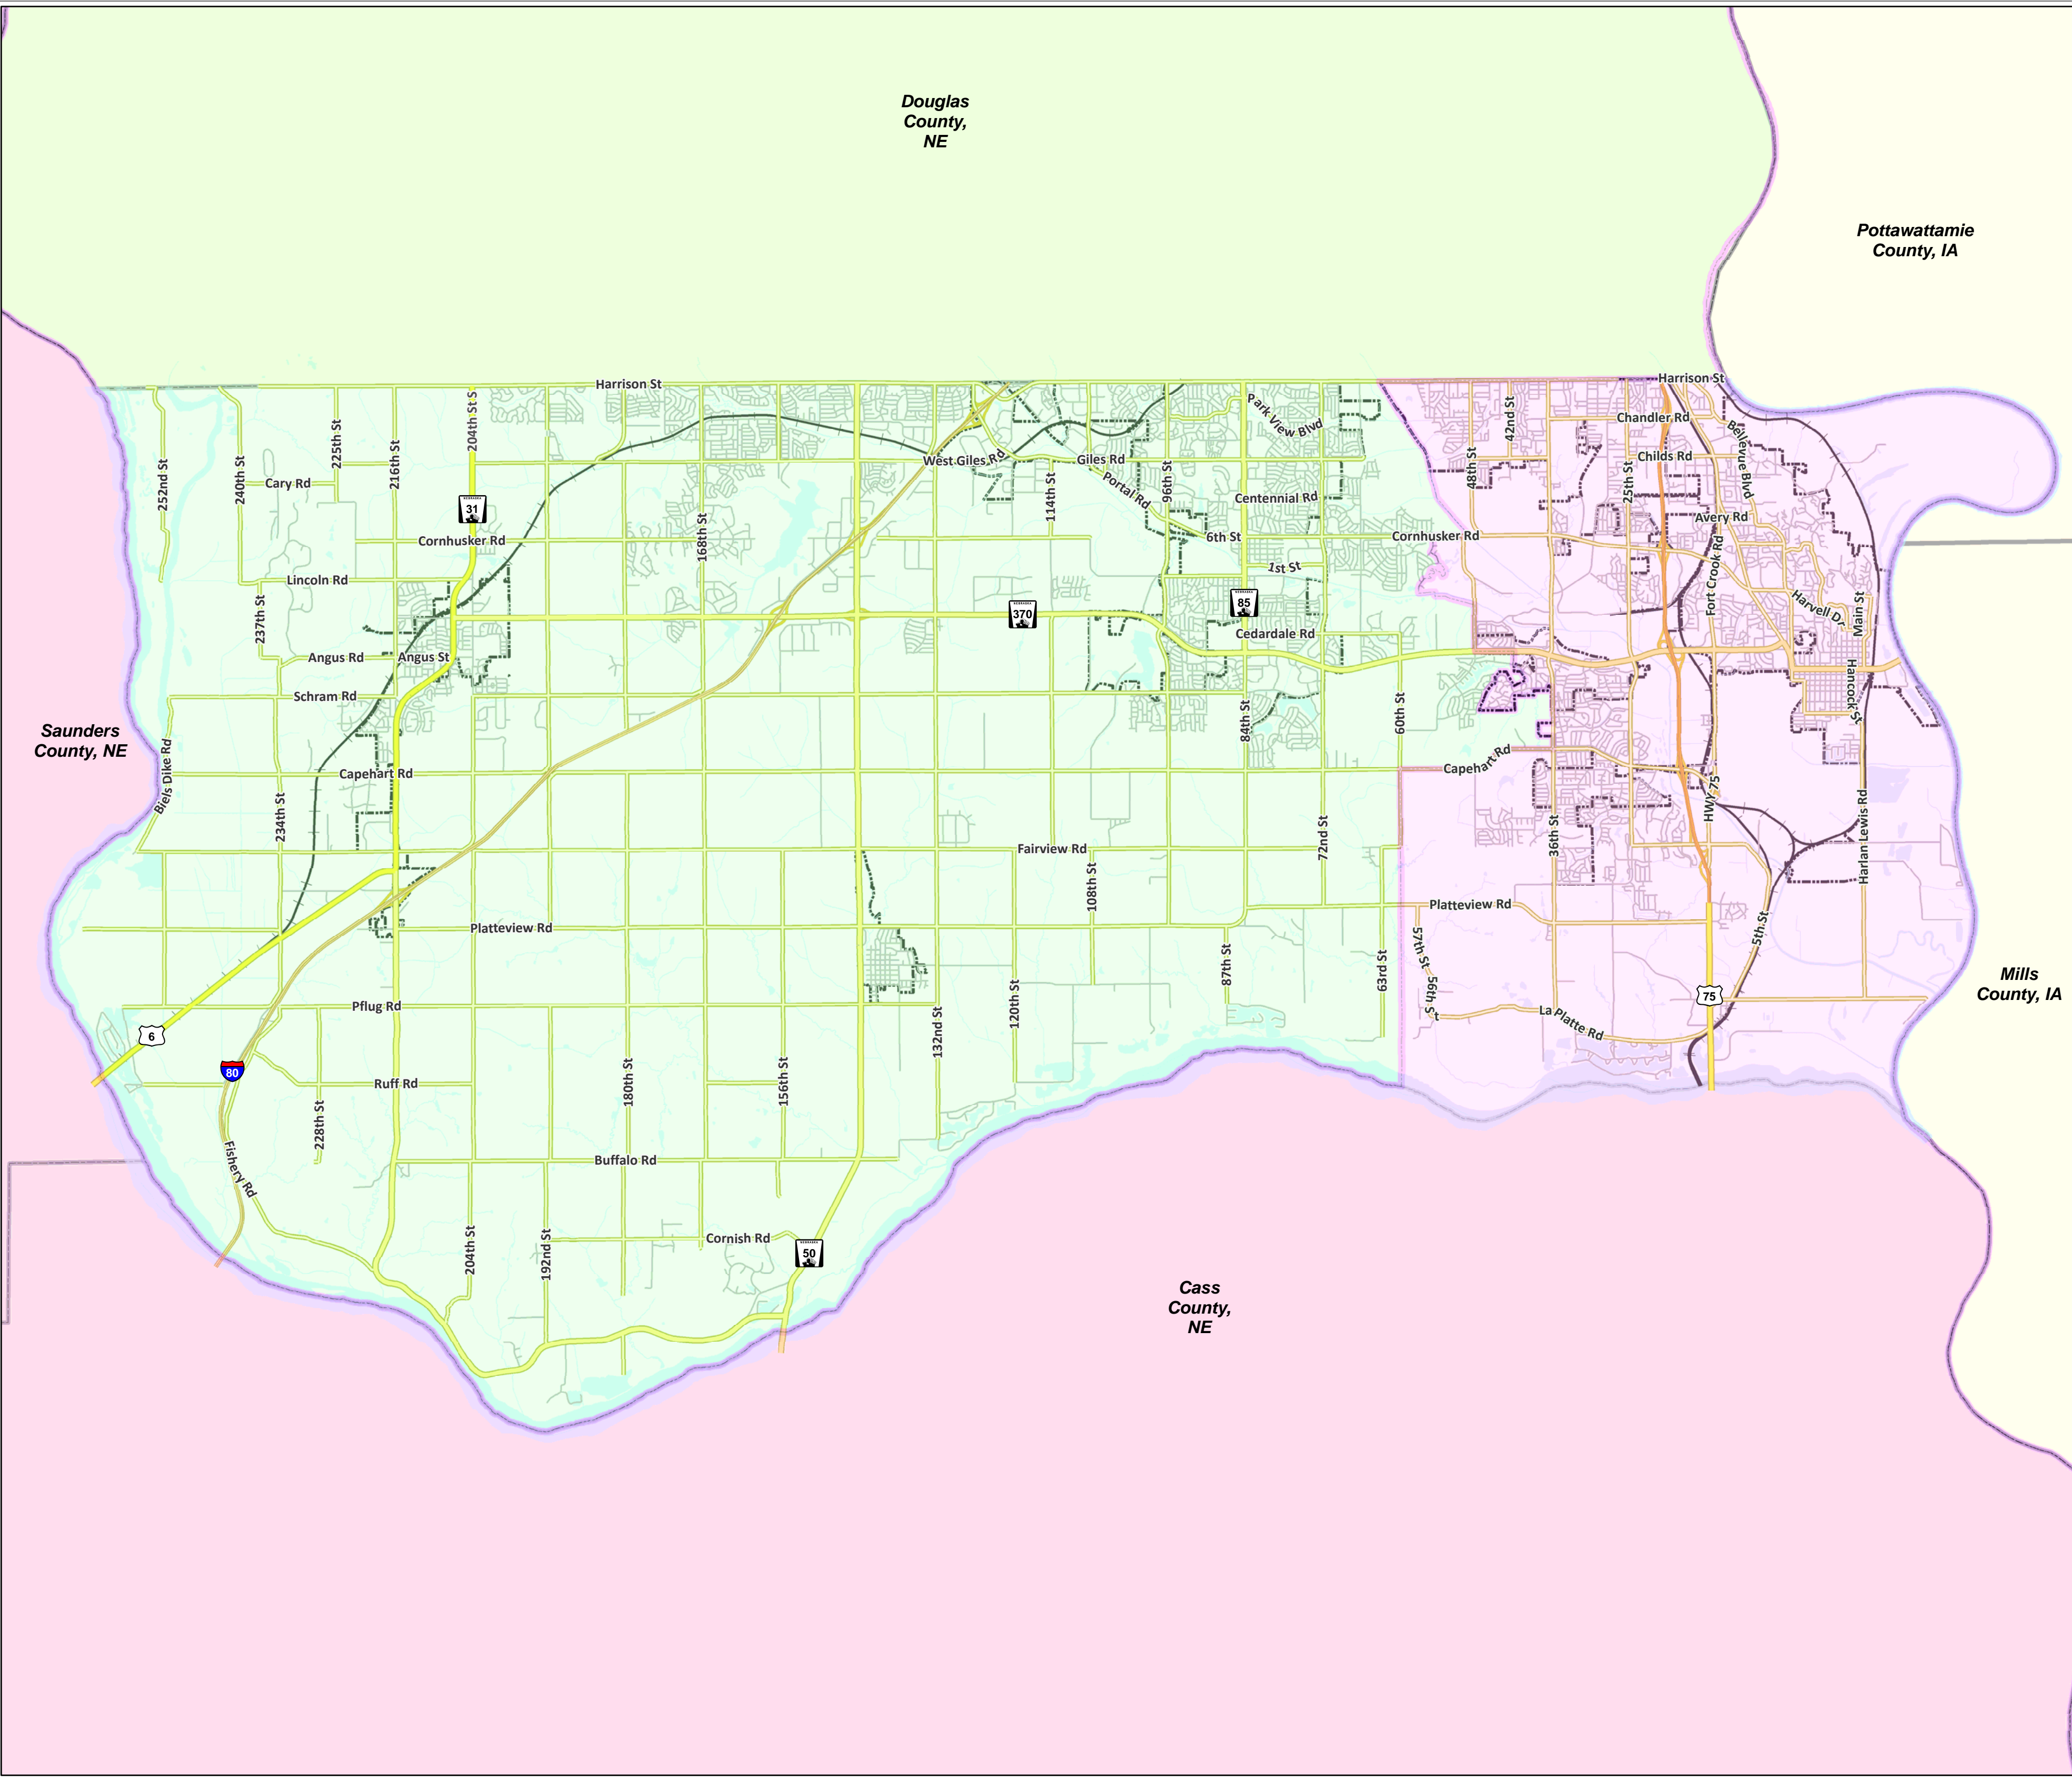 Douglas
County,
NE
Pottawattamie
County, IA
Saunders
County, NE
Mills
County, IA
Cass
County,
NE
Harrison St
Harrison St
252nd St
240th St
225th St
216th St
204th St S
Cary Rd
31
Cornhusker Rd
Lincoln Rd
237th St
Angus Rd
Angus St
Schram Rd
168th St
West Giles Rd
Giles Rd
Portal Rd
114th St
96th St
Park View Blvd
Centennial Rd
6th St
1st St
Cornhusker Rd
370
85
Cedardale Rd
48th St
42nd St
Chandler Rd
Childs Rd
25th St
Bellevue Blvd
Avery Rd
Fort Crook Rd
Harvell Dr
Main St
Hancock St
Biels Dike Rd
Capehart Rd
234th St
84th St
60th St
Capehart Rd
72nd St
36th St
HWY 75
Harlan Lewis Rd
Fairview Rd
108th St
Platteview Rd
Platteview Rd
87th St
63rd St
57th St
56th St
5th St
Pflug Rd
6
80
75
La Platte Rd
132nd St
120th St
Ruff Rd
228th St
180th St
156th St
Fishery Rd
Buffalo Rd
204th St
192nd St
Cornish Rd
50